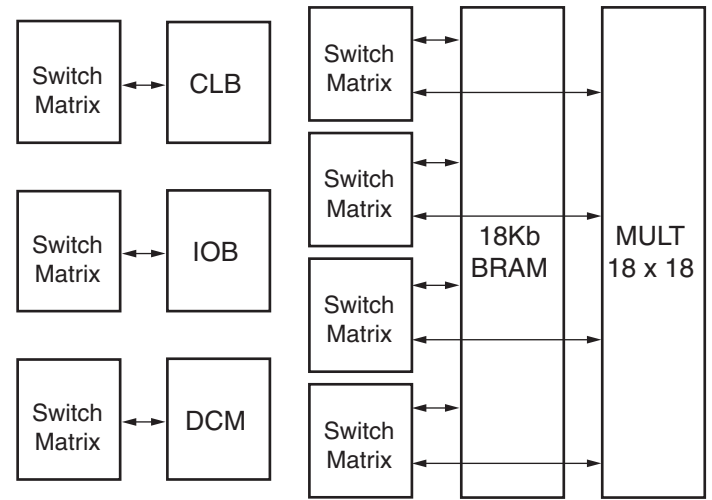 Switch
Matrix
CLB
Switch
Matrix
IOB
Switch
Matrix
DCM
Switch
Matrix
Switch
Matrix
Switch
Matrix
Switch
Matrix
18Kb
BRAM
MULT
18 x 18